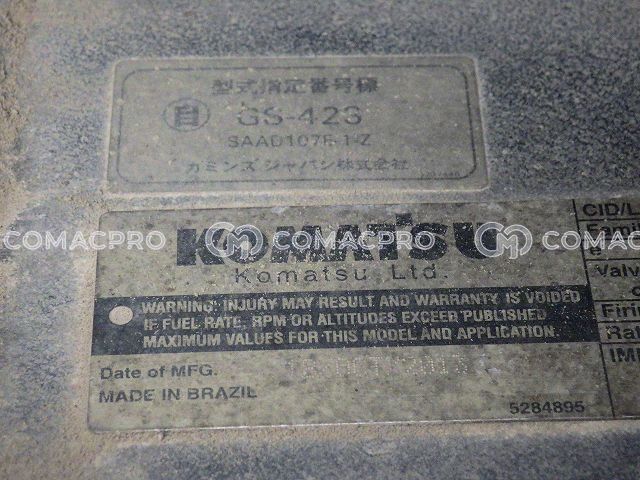 型式指定番号標
自
GS-423
SAAD107E-1-Z
カミンズ ジャパン株式会社
KOMATSU
Komatsu Ltd.
WARNING: INJURY MAY RESULT AND WARRANTY IS VOIDED
IF FUEL RATE, RPM OR ALTITUDES EXCEED PUBLISHED
MAXIMUM VALUES FOR THIS MODEL AND APPLICATION.
Date of MFG.
MADE IN BRAZIL
5284895
CID/L
Valv
Firi
COMACPRO COMACPRO COMACPRO